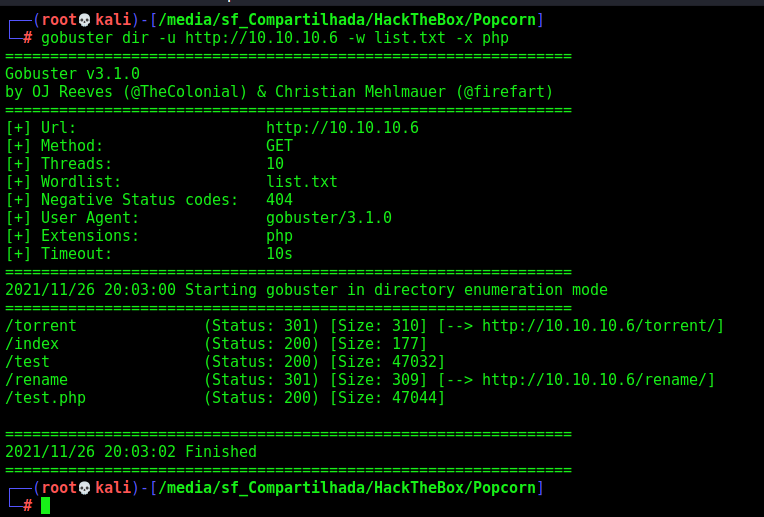 ┌──(root💀kali)-[/media/sf_Compartilhada/HackTheBox/Popcorn]
└─# gobuster dir -u http://10.10.10.6 -w list.txt -x php
===============================================================
Gobuster v3.1.0
by OJ Reeves (@TheColonial) & Christian Mehlmauer (@firefart)
===============================================================
[+] Url:                     http://10.10.10.6
[+] Method:                  GET
[+] Threads:                 10
[+] Wordlist:                list.txt
[+] Negative Status codes:   404
[+] User Agent:              gobuster/3.1.0
[+] Extensions:              php
[+] Timeout:                 10s
===============================================================
2021/11/26 20:03:00 Starting gobuster in directory enumeration mode
===============================================================
/torrent              (Status: 301) [Size: 310] [--> http://10.10.10.6/torrent/]
/index                (Status: 200) [Size: 177]
/test                 (Status: 200) [Size: 47032]
/rename               (Status: 301) [Size: 309] [--> http://10.10.10.6/rename/]
/test.php             (Status: 200) [Size: 47044]
===============================================================
2021/11/26 20:03:02 Finished
===============================================================
┌──(root💀kali)-[/media/sf_Compartilhada/HackTheBox/Popcorn]
└─#